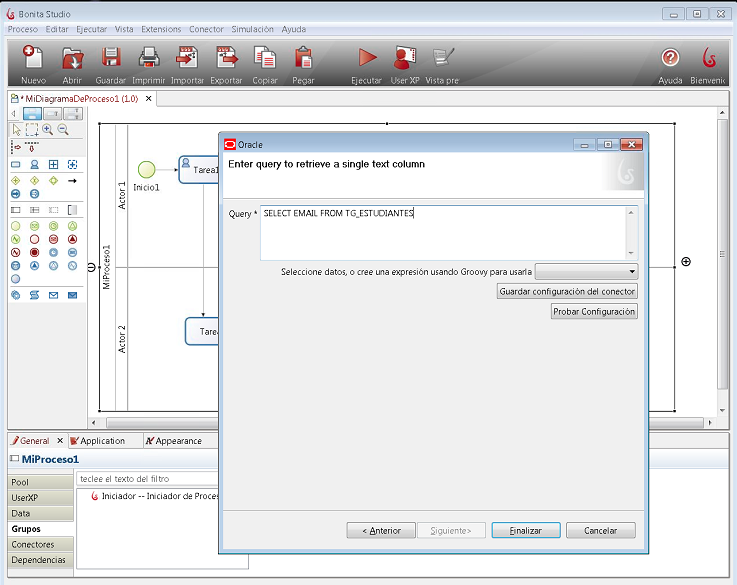 Bonita Studio
Proceso Editar Ejecutar Vista Extensions Conector Simulación Ayuda
Nuevo Abrir Guardar Imprimir Importar Exportar Copiar Pegar Ejecutar User XP Vista pre Ayuda Bienveni
* MiDiagramaDeProceso1 (1.0)
Actor 1
Inicio1
Tarea1
MiProceso1
Actor 2
Tare
Oracle
Enter query to retrieve a single text column
Query *
SELECT EMAIL FROM TG_ESTUDIANTES
Seleccione datos, o cree una expresión usando Groovy para usarla
Guardar configuración del conector
Probar Configuración
< Anterior
Siguiente>
Finalizar
Cancelar
General
Application
Appearance
MiProceso1
Pool
UserXP
Data
Grupos
Conectores
Dependencias
teclee el texto del filtro
Iniciador -- Iniciador de Proces